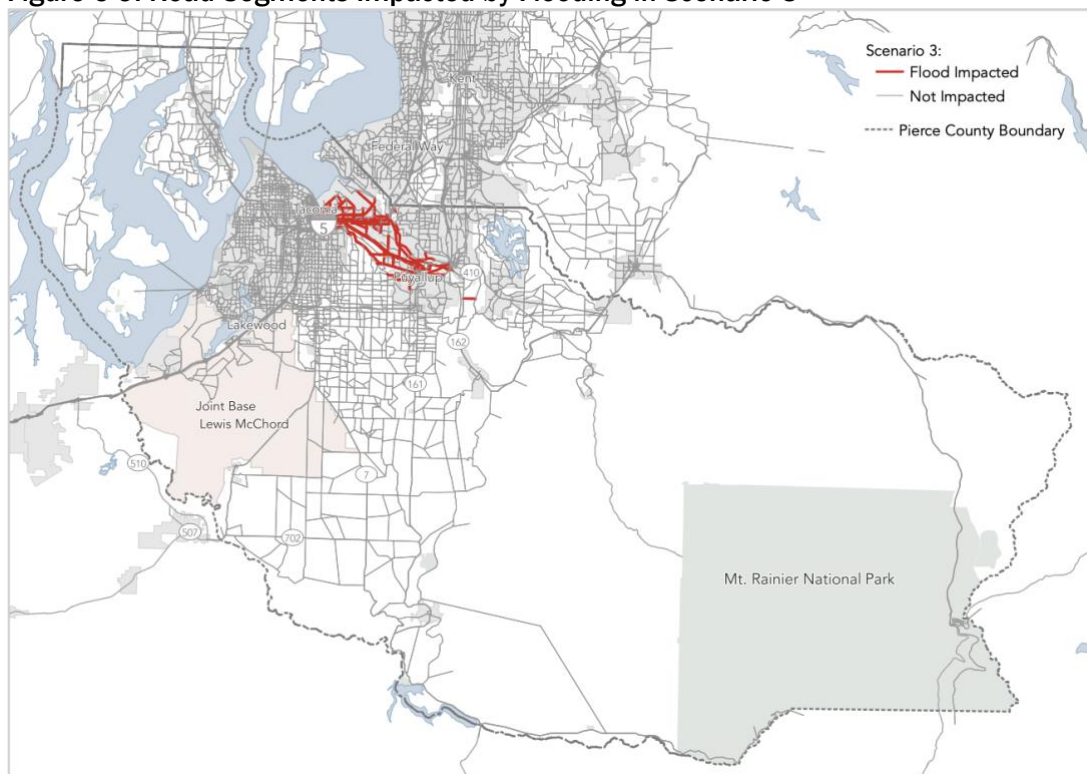 Scenario 3:
Flood Impacted
Not Impacted
Pierce County Boundary
Kent
Federal Way
Tacoma
5
Puyallup
410
Lakewood
162
161
Joint Base
Lewis McChord
510
7
507
702
Mt. Rainier National Park